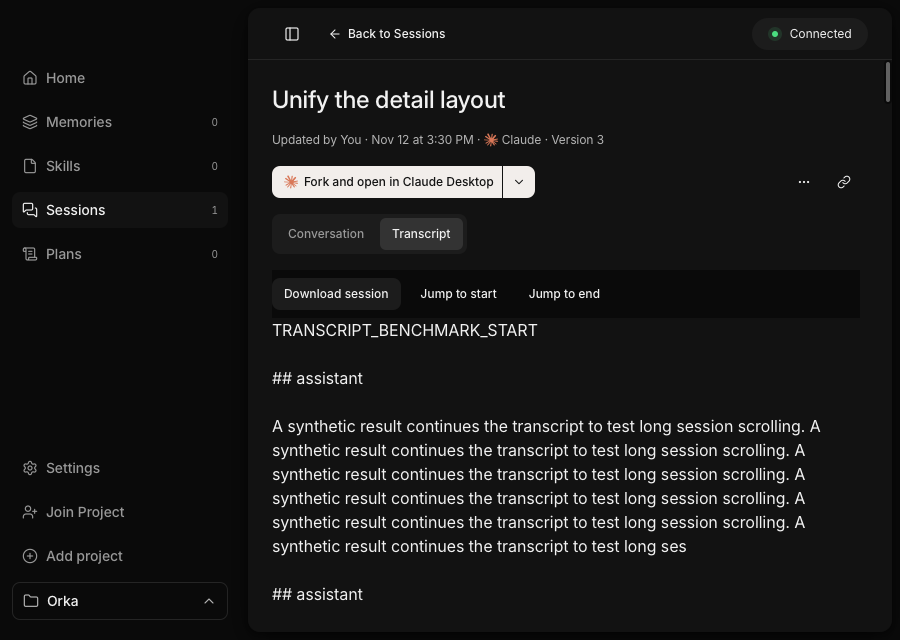 Back to Sessions
Connected
Home
Memories 0
Skills 0
Sessions 1
Plans 0
Settings
Join Project
Add project
Orka
Unify the detail layout
Updated by You · Nov 12 at 3:30 PM · Claude · Version 3
Fork and open in Claude Desktop
Conversation Transcript
Download session Jump to start Jump to end
TRANSCRIPT_BENCHMARK_START
## assistant
A synthetic result continues the transcript to test long session scrolling. A
synthetic result continues the transcript to test long session scrolling. A
synthetic result continues the transcript to test long session scrolling. A
synthetic result continues the transcript to test long session scrolling. A
synthetic result continues the transcript to test long session scrolling. A
synthetic result continues the transcript to test long ses
## assistant